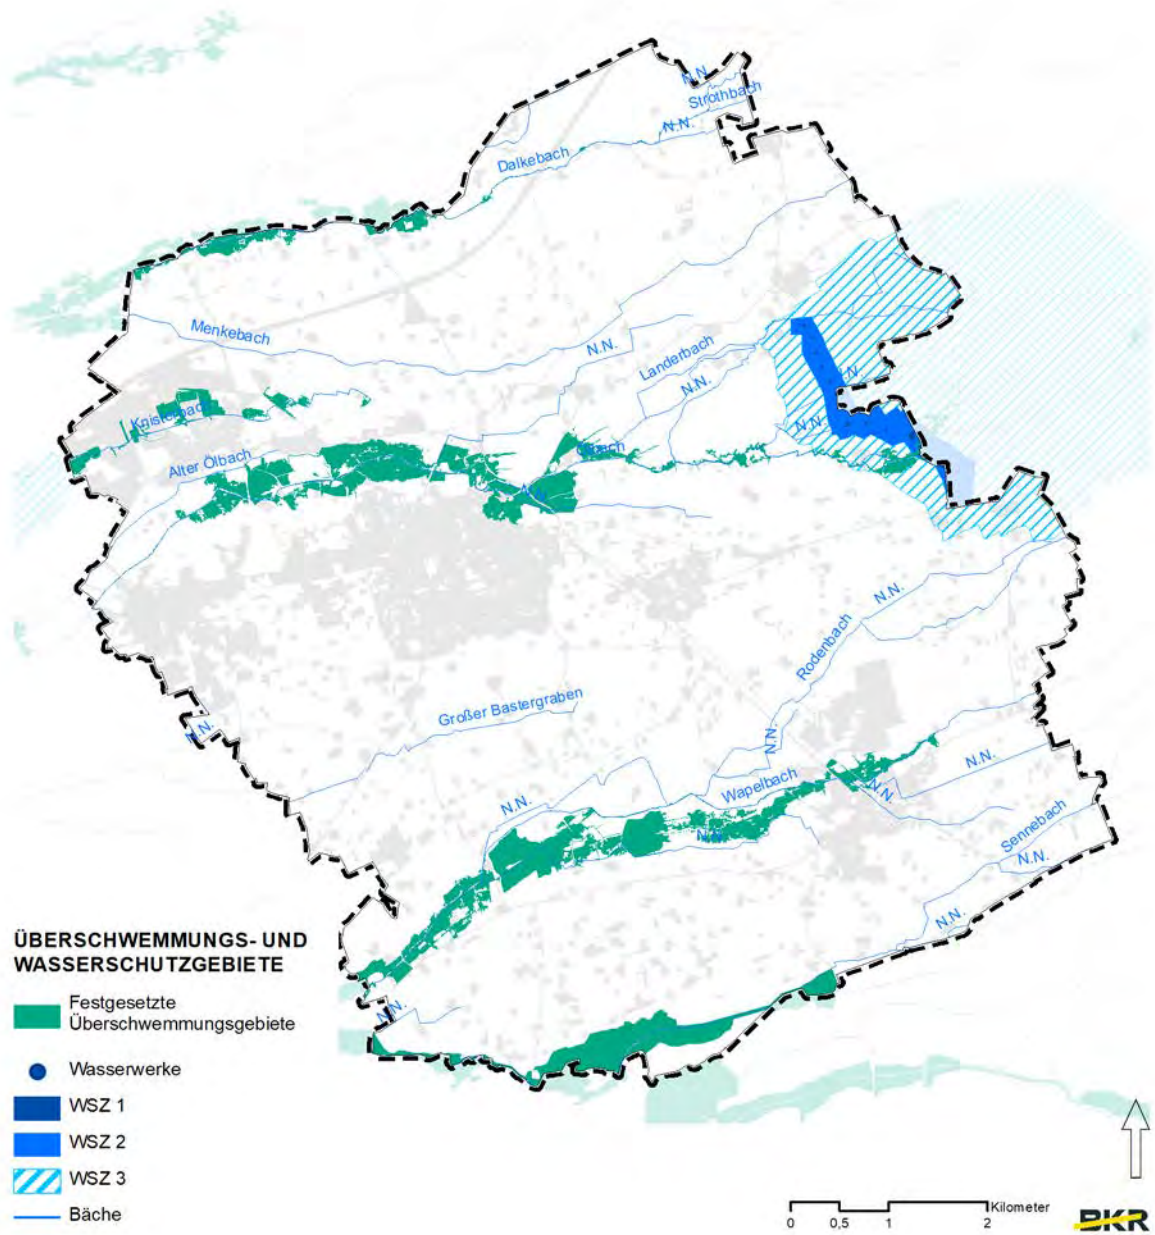 N.N.
Strothbach
N.N.
Dalkebach
Menkebach
N.N.
Landerbach
N.N.
Knisterbach
N.N.
Alter Ölbach
N.N.
N.N.
Rodenbach
Großer Bastergraben
N.N.
N.N.
N.N.
Wapelbach
N.N.
N.N.
N.N.
Sennebach
N.N.
N.N.
N.N.
ÜBERSCHWEMMUNGS- UND
WASSERSCHUTZGEBIETE
Festgesetzte
Überschwemmungsgebiete
Wasserwerke
WSZ 1
WSZ 2
WSZ 3
Bäche
0 0,5 1 2 Kilometer
BKR